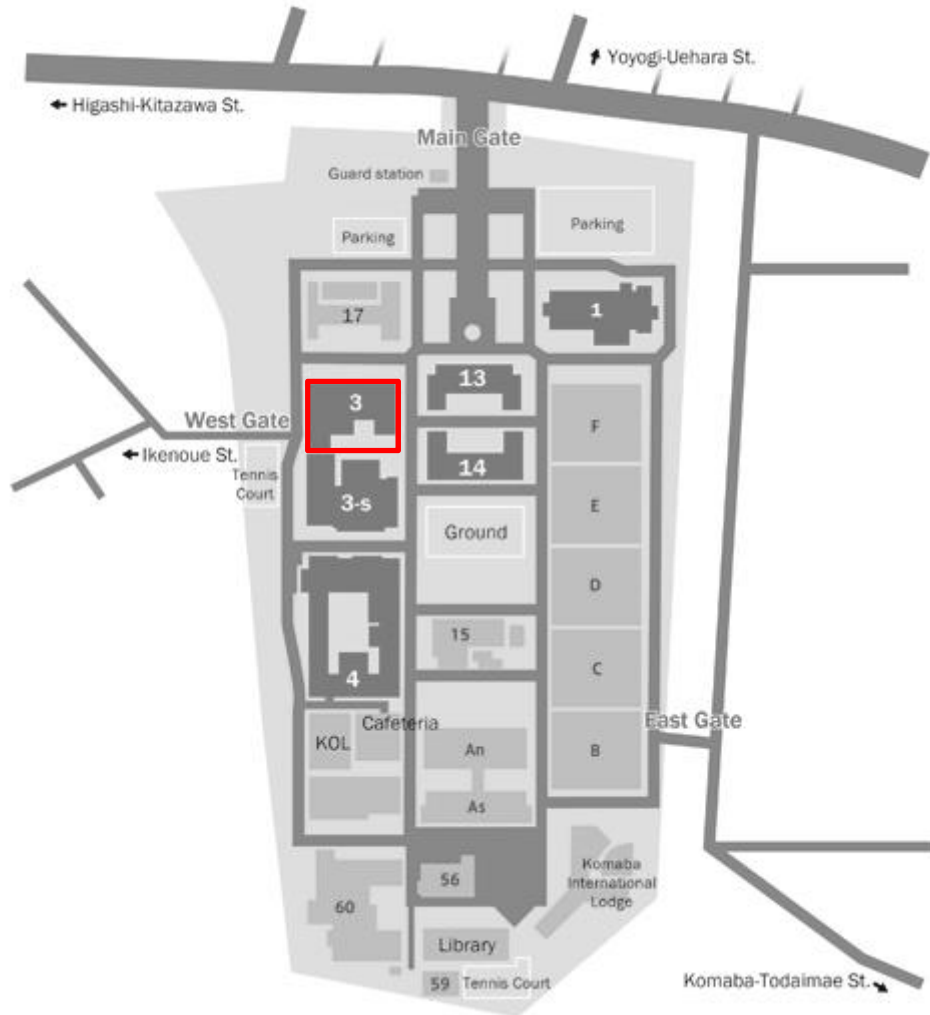 Yoyogi-Uehara St.
Higashi-Kitazawa St.
Main Gate
Guard station
Parking
Parking
17
1
13
3
West Gate
F
Ikenoue St.
14
Tennis
Court
3-s
E
Ground
D
15
C
4
Cafeteria
East Gate
KOL
An
B
As
Komaba
International
Lodge
56
60
Library
59
Tennis Court
Komaba-Todaimae St.